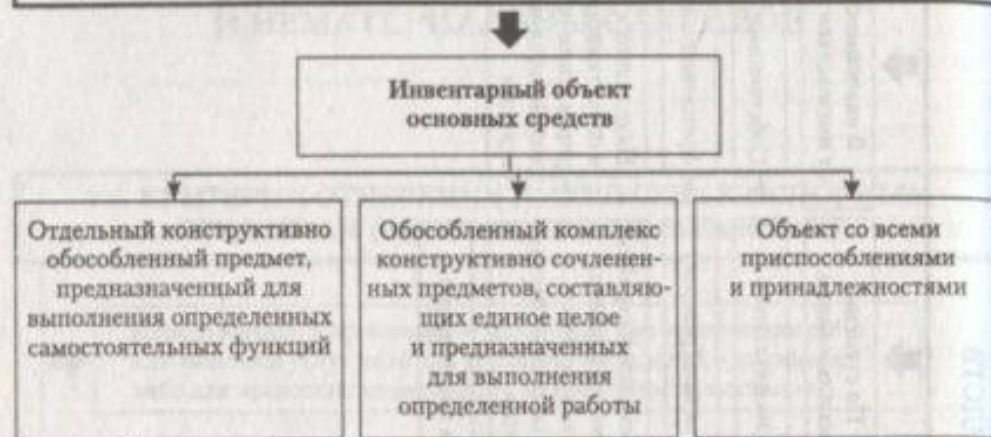 Инвентарный объект
основных средств
Отдельный конструктивно
обособленный предмет,
предназначенный для
выполнения определенных
самостоятельных функций
Обособленный комплекс
конструктивно сочленен-
ных предметов, составляю-
щих единое целое
и предназначенных
для выполнения
определенной работы
Объект со всеми
приспособлениями
и принадлежностями